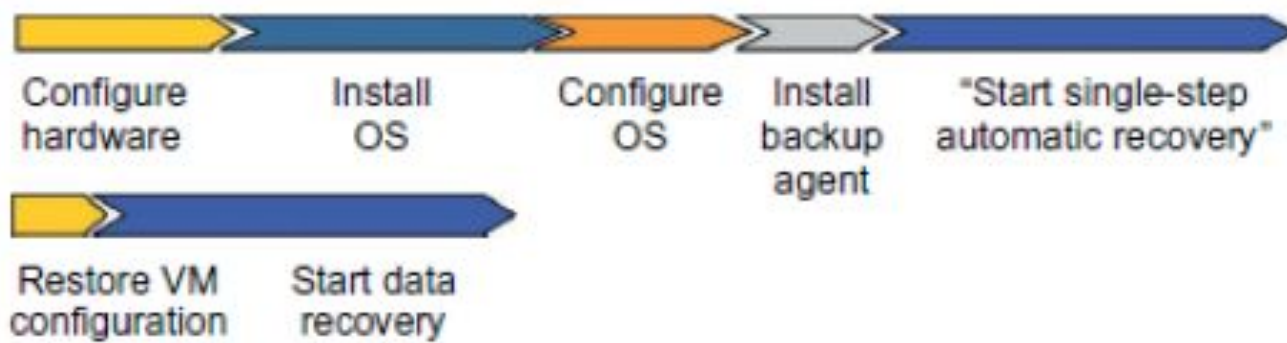 Configure Install Configure Install “Start single-step
hardware OS OS backup automatic recovery”
agent
Restore VM Start data
configuration recovery